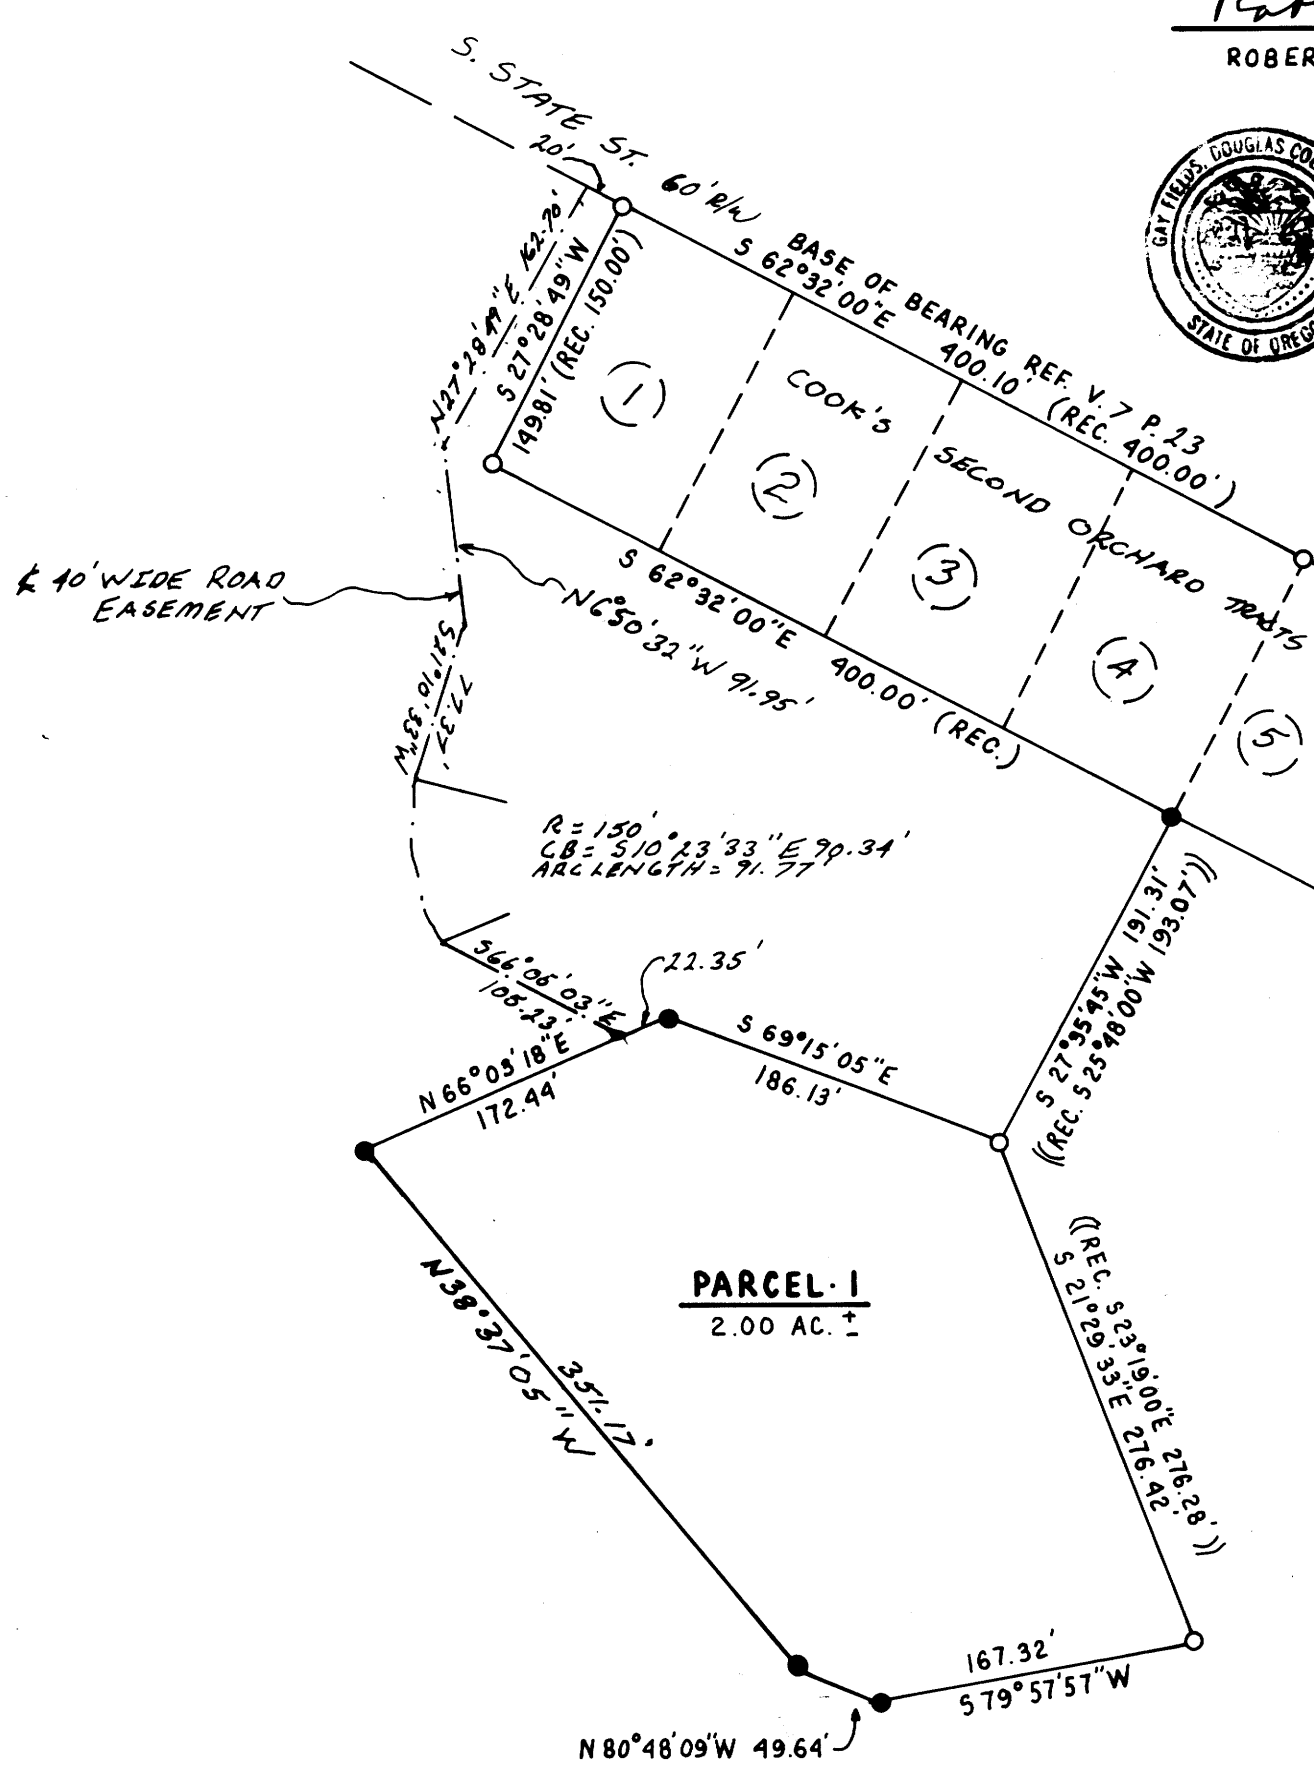 ROBER
S. STATE ST. 60' R/W
20'
GAY FIELDS, DOUGLAS COU
STATE OF OREGO
BASE OF BEARING REF. V. 7 P. 23
S 62°32'00"E 400.10' (REC. 400.00')
N27°28'49"E 162.70'
S 27°28'49"W
149.81' (REC. 150.00')
1
COOK'S SECOND ORCHARD TRACTS
2
3
4
5
S 62°32'00"E 400.00' (REC.)
℄ 40' WIDE ROAD
EASEMENT
N6°50'32"W 91.95'
S21°10'33"W
77.37'
R = 150'
CB = S10°23'33"E 90.34'
ARC LENGTH = 91.77
S 27°35'45"W 191.31'
((REC. S 25°48'00"W 193.07'))
S66°06'03"E
105.23'
22.35'
N 66°03'18"E
172.44'
S 69°15'05"E
186.13'
((REC. S 23°19'00"E 276.28'))
S 21°29'33"E 276.42'
PARCEL·1
2.00 AC. ±
N38°37'05"W
351.17'
167.32'
S 79°57'57"W
N 80°48'09"W 49.64'